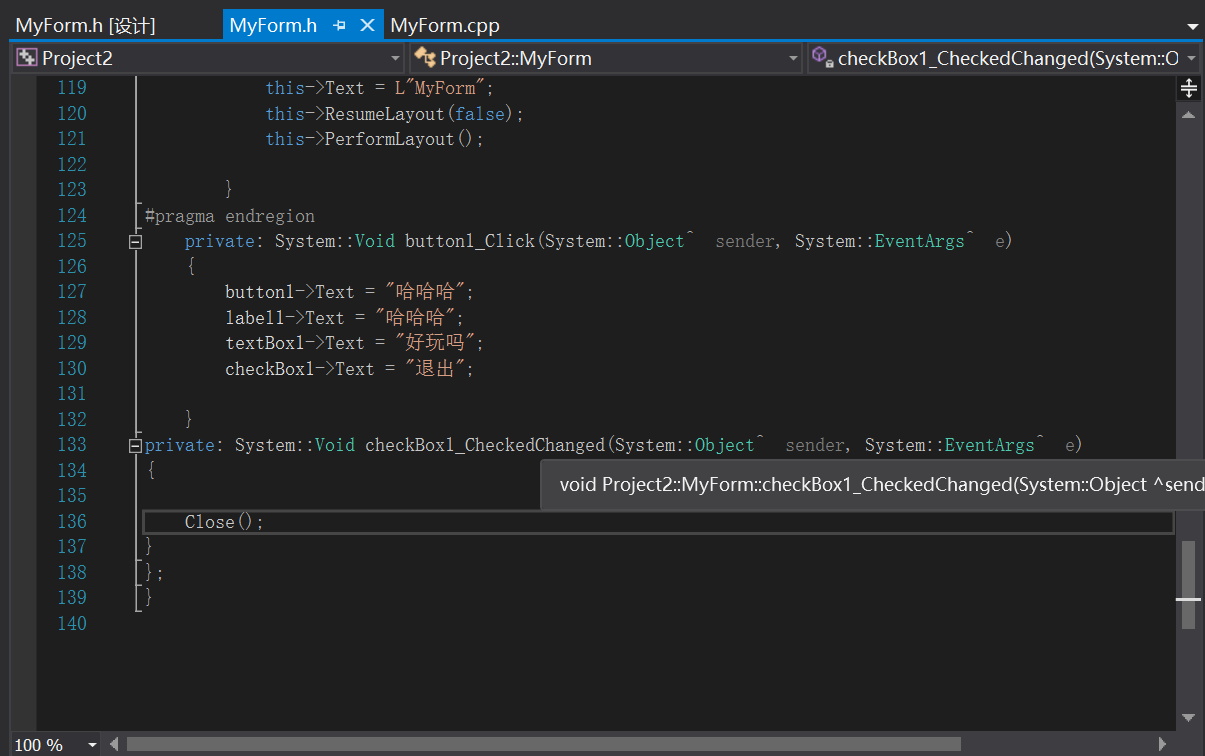 MyForm.h [设计]
MyForm.h
MyForm.cpp
Project2
Project2::MyForm
checkBox1_CheckedChanged(System::O
119 this->Text = L"MyForm";
120 this->ResumeLayout(false);
121 this->PerformLayout();
122
123 }
124 #pragma endregion
125 private: System::Void button1_Click(System::Object^ sender, System::EventArgs^ e)
126 {
127 button1->Text = "哈哈哈";
128 label1->Text = "哈哈哈";
129 textBox1->Text = "好玩吗";
130 checkBox1->Text = "退出";
131
132 }
133 private: System::Void checkBox1_CheckedChanged(System::Object^ sender, System::EventArgs^ e)
134 {
void Project2::MyForm::checkBox1_CheckedChanged(System::Object ^send
135
136 Close();
137 }
138 };
139 }
140
100 %